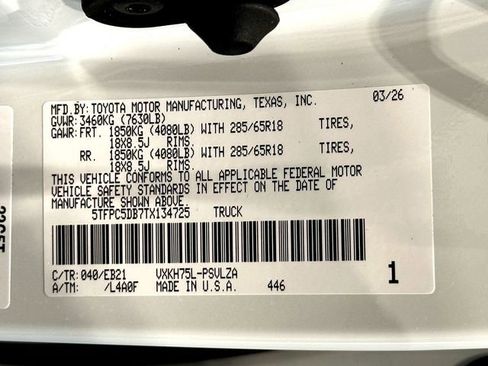 MFD.BY: TOYOTA MOTOR MANUFACTURING, TEXAS, INC. 03/26
GVWR: 3460KG (7630LB)
GAWR: FRT. 1850KG (4080LB) WITH 285/65R18 TIRES,
18X8.5J RIMS.
RR. 1850KG (4080LB) WITH 285/65R18 TIRES,
18X8.5J RIMS.
THIS VEHICLE CONFORMS TO ALL APPLICABLE FEDERAL MOTOR
VEHICLE SAFETY STANDARDS IN EFFECT ON THE DATE OF
MANUFACTURE SHOWN ABOVE.
5TFPC5DB7TX134725 TRUCK
C/TR: 040/EB21 VXKH75L-PSVLZA 1
A/TM: /L4A0F MADE IN U.S.A. 446